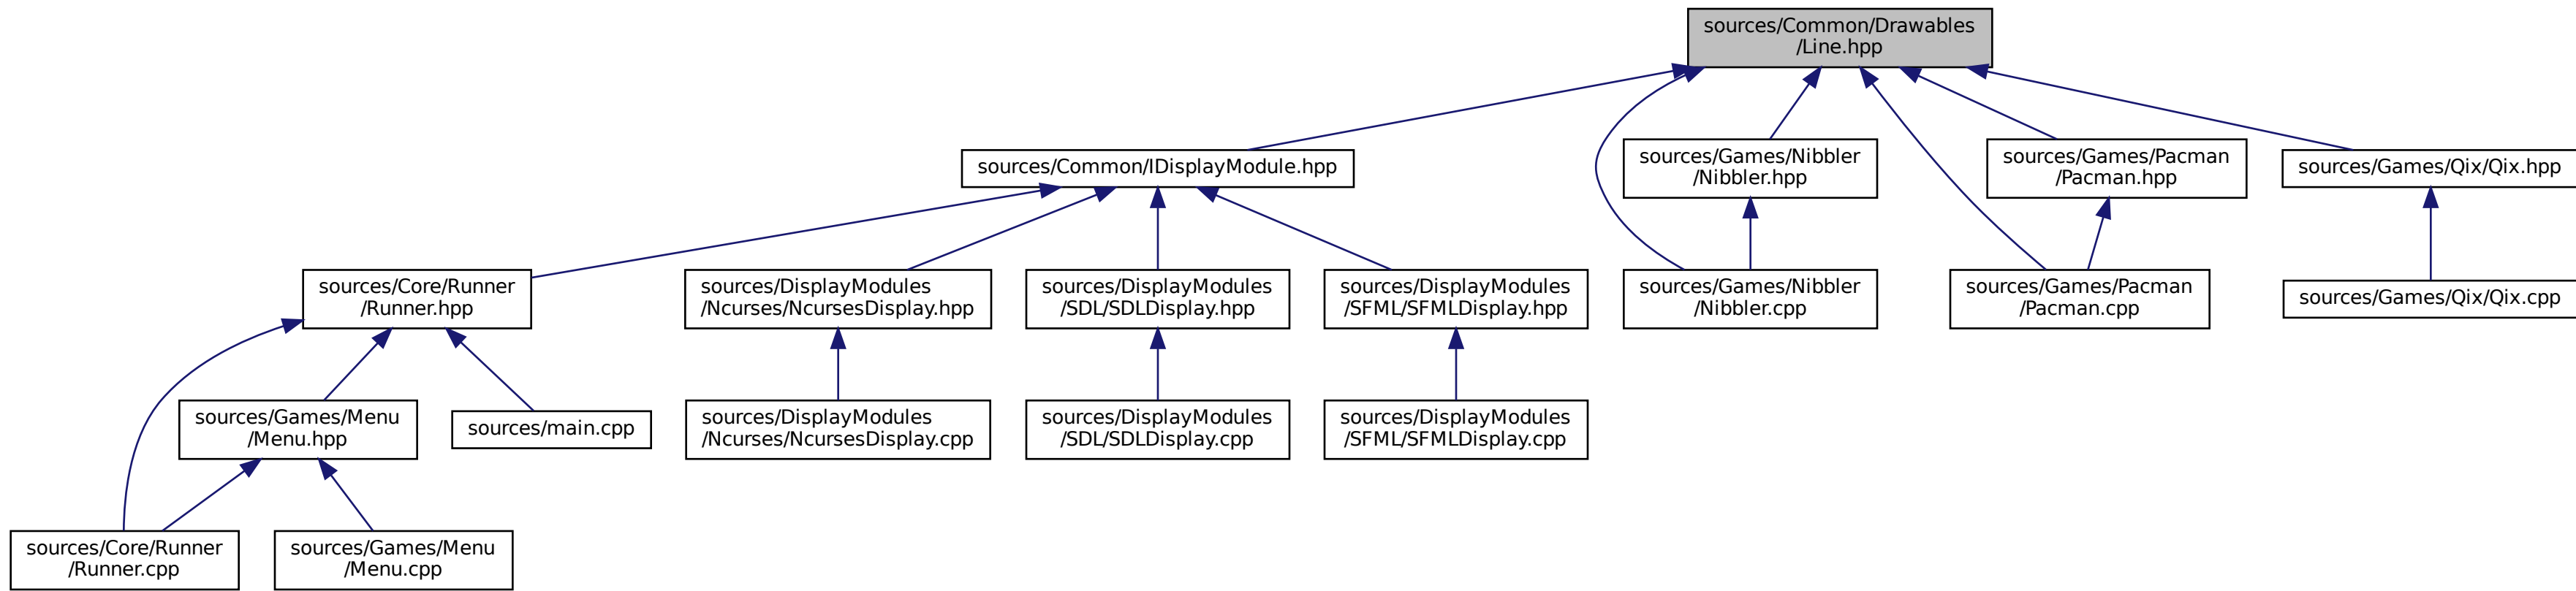 sources/Common/Drawables
/Line.hpp
sources/Common/IDisplayModule.hpp
sources/Games/Nibbler
/Nibbler.hpp
sources/Games/Pacman
/Pacman.hpp
sources/Games/Qix/Qix.hpp
sources/Core/Runner
/Runner.hpp
sources/DisplayModules
/Ncurses/NcursesDisplay.hpp
sources/DisplayModules
/SDL/SDLDisplay.hpp
sources/DisplayModules
/SFML/SFMLDisplay.hpp
sources/Games/Nibbler
/Nibbler.cpp
sources/Games/Pacman
/Pacman.cpp
sources/Games/Qix/Qix.cpp
sources/Games/Menu
/Menu.hpp
sources/main.cpp
sources/DisplayModules
/Ncurses/NcursesDisplay.cpp
sources/DisplayModules
/SDL/SDLDisplay.cpp
sources/DisplayModules
/SFML/SFMLDisplay.cpp
sources/Core/Runner
/Runner.cpp
sources/Games/Menu
/Menu.cpp